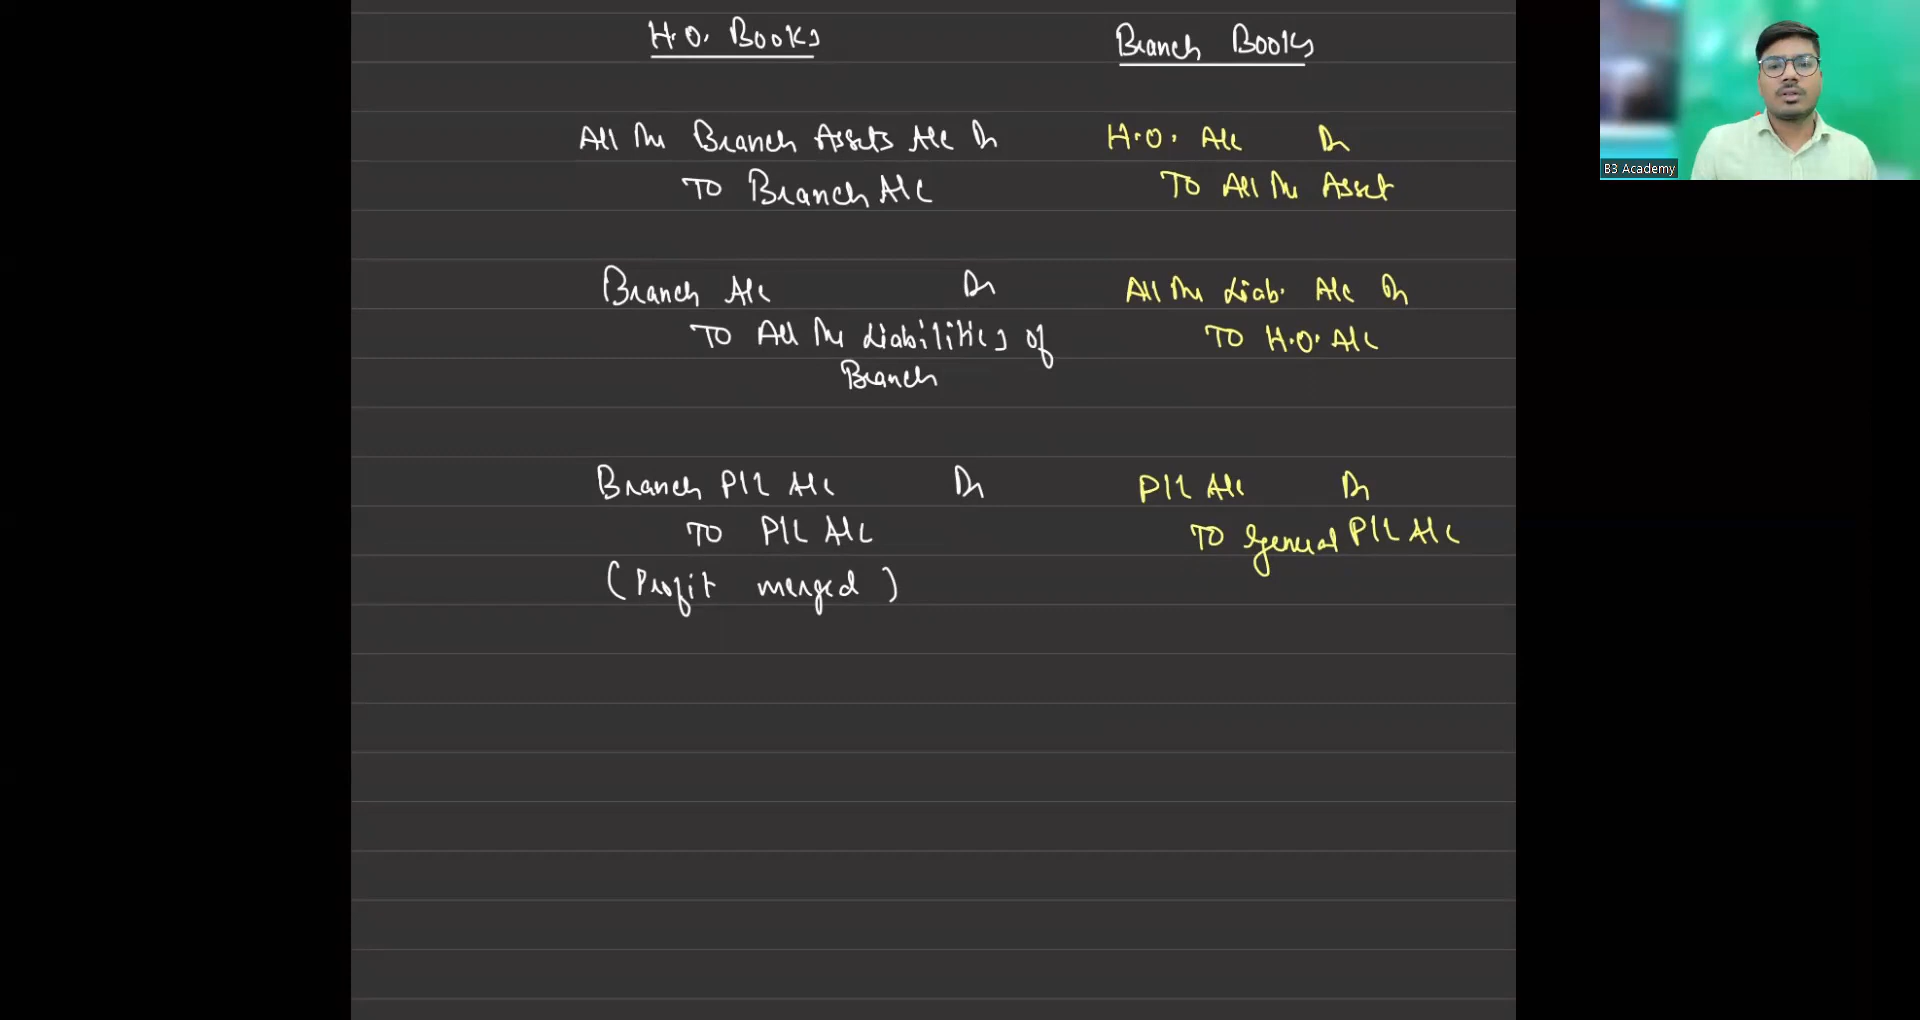 H.O. Books
Branch Books
All the Branch Assets A/c Dr
To Branch A/c
H.O. A/c Dr
To All the Asset
Branch A/c Dr
To All the Liabilities of
Branch
All the Liab. A/c Dr
To H.O. A/c
Branch P/L A/c Dr
To P/L A/c
(Profit merged)
P/L A/c Dr
To General P/L A/c
B3 Academy